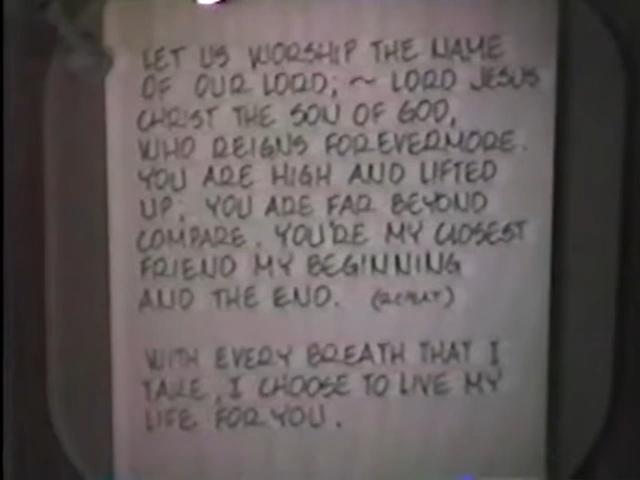 LET US WORSHIP THE NAME
OF OUR LORD; ~ LORD JESUS
CHRIST THE SON OF GOD,
WHO REIGNS FOREVERMORE.
YOU ARE HIGH AND LIFTED
UP; YOU ARE FAR BEYOND
COMPARE. YOU'RE MY CLOSEST
FRIEND MY BEGINNING
AND THE END. (REPEAT)
WITH EVERY BREATH THAT I
TAKE, I CHOOSE TO LIVE MY
LIFE FOR YOU.